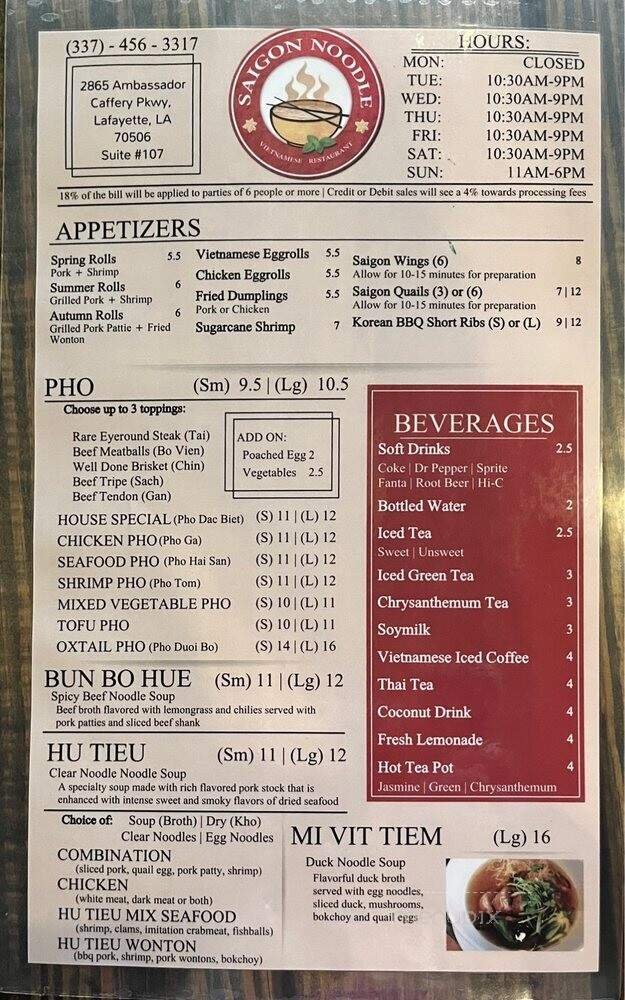 (337) - 456 - 3317
2865 Ambassador
Caffery Pkwy,
Lafayette, LA
70506
Suite #107
SAIGON NOODLE
VIETNAMESE RESTAURANT
HOURS:
MON: CLOSED
TUE: 10:30AM-9PM
WED: 10:30AM-9PM
THU: 10:30AM-9PM
FRI: 10:30AM-9PM
SAT: 10:30AM-9PM
SUN: 11AM-6PM
18% of the bill will be applied to parties of 6 people or more | Credit or Debit sales will see a 4% towards processing fees
APPETIZERS
Spring Rolls 5.5
Pork + Shrimp
Summer Rolls 6
Grilled Pork + Shrimp
Autumn Rolls 6
Grilled Pork Pattie + Fried
Wonton
Vietnamese Eggrolls 5.5
Chicken Eggrolls 5.5
Fried Dumplings 5.5
Pork or Chicken
Sugarcane Shrimp 7
Saigon Wings (6) 8
Allow for 10-15 minutes for preparation
Saigon Quails (3) or (6) 7 | 12
Allow for 10-15 minutes for preparation
Korean BBQ Short Ribs (S) or (L) 9 | 12
PHO (Sm) 9.5 | (Lg) 10.5
Choose up to 3 toppings:
Rare Eyeround Steak (Tai)
Beef Meatballs (Bo Vien)
Well Done Brisket (Chin)
Beef Tripe (Sach)
Beef Tendon (Gan)
ADD ON:
Poached Egg 2
Vegetables 2.5
HOUSE SPECIAL (Pho Dac Biet) (S) 11 | (L) 12
CHICKEN PHO (Pho Ga) (S) 11 | (L) 12
SEAFOOD PHO (Pho Hai San) (S) 11 | (L) 12
SHRIMP PHO (Pho Tom) (S) 11 | (L) 12
MIXED VEGETABLE PHO (S) 10 | (L) 11
TOFU PHO (S) 10 | (L) 11
OXTAIL PHO (Pho Duoi Bo) (S) 14 | (L) 16
BUN BO HUE (Sm) 11 | (Lg) 12
Spicy Beef Noodle Soup
Beef broth flavored with lemongrass and chilies served with
pork patties and sliced beef shank
HU TIEU (Sm) 11 | (Lg) 12
Clear Noodle Noodle Soup
A specialty soup made with rich flavored pork stock that is
enhanced with intense sweet and smoky flavors of dried seafood
Choice of: Soup (Broth) | Dry (Kho)
Clear Noodles | Egg Noodles
COMBINATION
(sliced pork, quail egg, pork patty, shrimp)
CHICKEN
(white meat, dark meat or both)
HU TIEU MIX SEAFOOD
(shrimp, clams, imitation crabmeat, fishballs)
HU TIEU WONTON
(bbq pork, shrimp, pork wontons, bokchoy)
BEVERAGES
Soft Drinks 2.5
Coke | Dr Pepper | Sprite
Fanta | Root Beer | Hi-C
Bottled Water 2
Iced Tea 2.5
Sweet | Unsweet
Iced Green Tea 3
Chrysanthemum Tea 3
Soymilk 3
Vietnamese Iced Coffee 4
Thai Tea 4
Coconut Drink 4
Fresh Lemonade 4
Hot Tea Pot 4
Jasmine | Green | Chrysanthemum
MI VIT TIEM (Lg) 16
Duck Noodle Soup
Flavorful duck broth
served with egg noodles,
sliced duck, mushrooms,
bokchoy and quail eggs